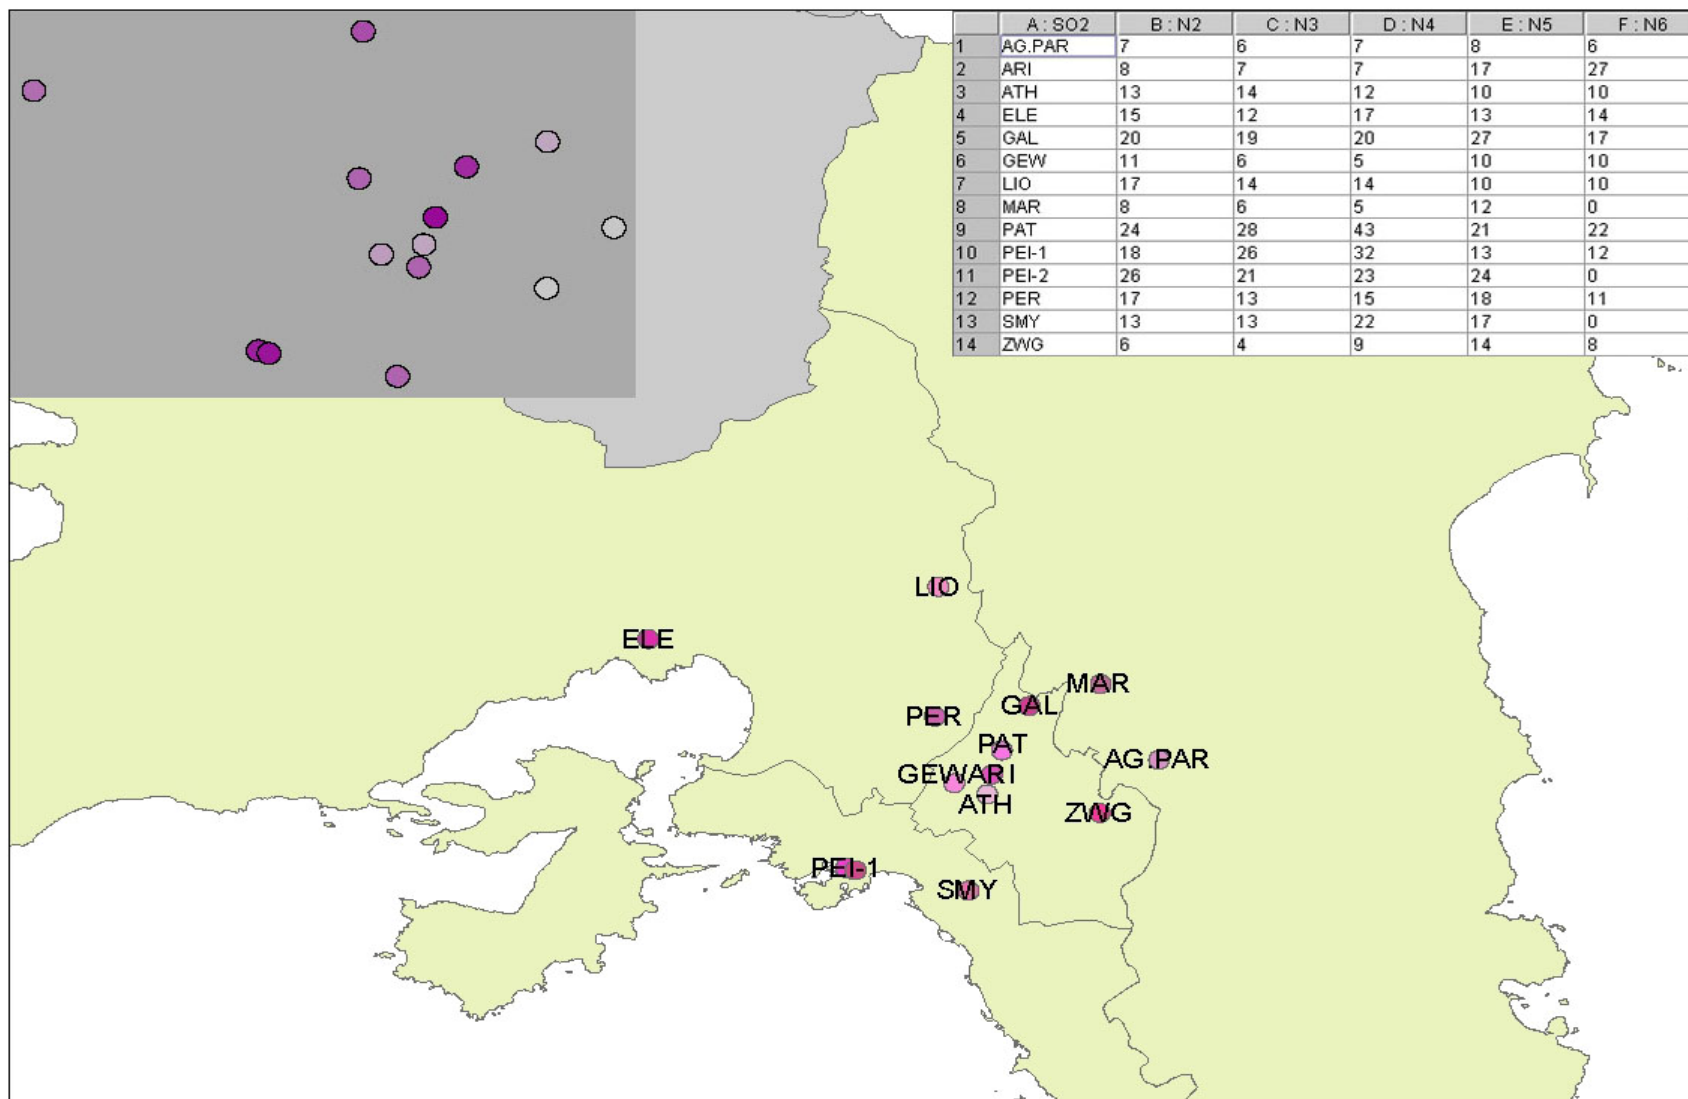 A : SO2 B : N2 C : N3 D : N4 E : N5 F : N6
1 AG.PAR 7 6 7 8 6
2 ARI 8 7 7 17 27
3 ATH 13 14 12 10 10
4 ELE 15 12 17 13 14
5 GAL 20 19 20 27 17
6 GEW 11 6 5 10 10
7 LIO 17 14 14 10 10
8 MAR 8 6 5 12 0
9 PAT 24 28 43 21 22
10 PEI-1 18 26 32 13 12
11 PEI-2 26 21 23 24 0
12 PER 17 13 15 18 11
13 SMY 13 13 22 17 0
14 ZWG 6 4 9 14 8
LIO
ELE
MAR
GAL
PER
PAT
AG.PAR
GEWARI
ATH
ZWG
PEI-1
SMY